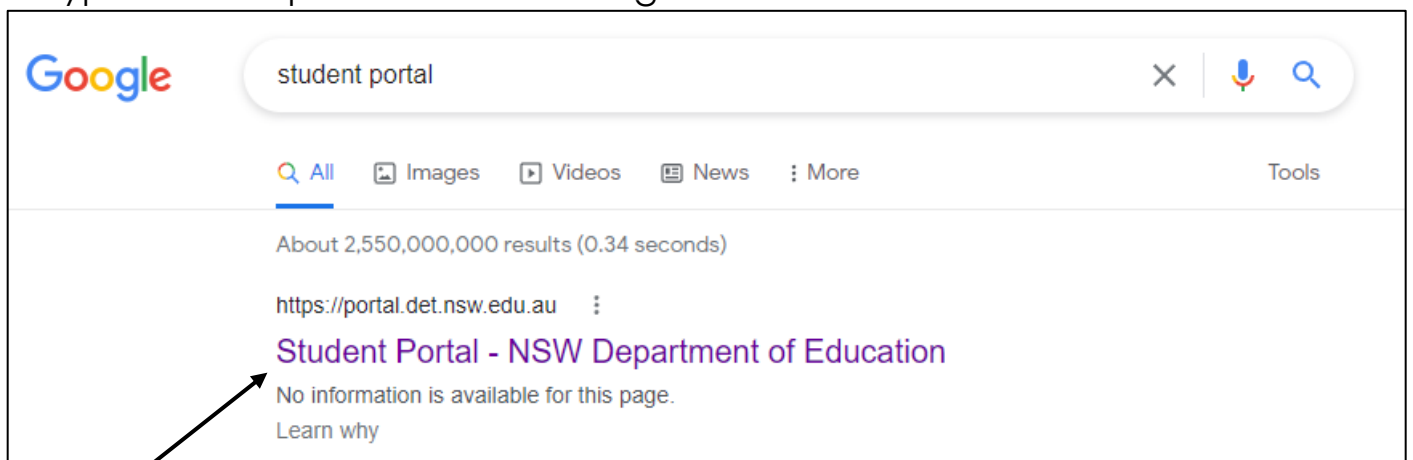 Google
student portal
All Images Videos News More Tools
About 2,550,000,000 results (0.34 seconds)
https://portal.det.nsw.edu.au
Student Portal - NSW Department of Education
No information is available for this page.
Learn why